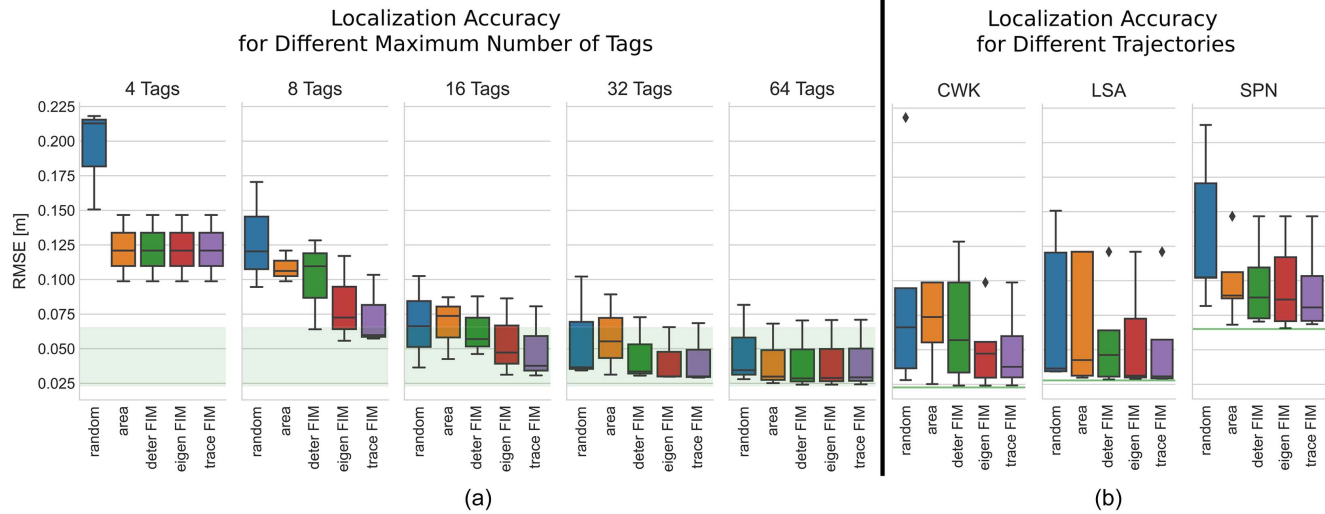 Localization Accuracy
for Different Maximum Number of Tags
Localization Accuracy
for Different Trajectories
4 Tags
8 Tags
16 Tags
32 Tags
64 Tags
CWK
LSA
SPN
RMSE [m]
0.225
0.200
0.175
0.150
0.125
0.100
0.075
0.050
0.025
random
area
deter FIM
eigen FIM
trace FIM
random
area
deter FIM
eigen FIM
trace FIM
random
area
deter FIM
eigen FIM
trace FIM
random
area
deter FIM
eigen FIM
trace FIM
random
area
deter FIM
eigen FIM
trace FIM
random
area
deter FIM
eigen FIM
trace FIM
random
area
deter FIM
eigen FIM
trace FIM
random
area
deter FIM
eigen FIM
trace FIM
(a)
(b)